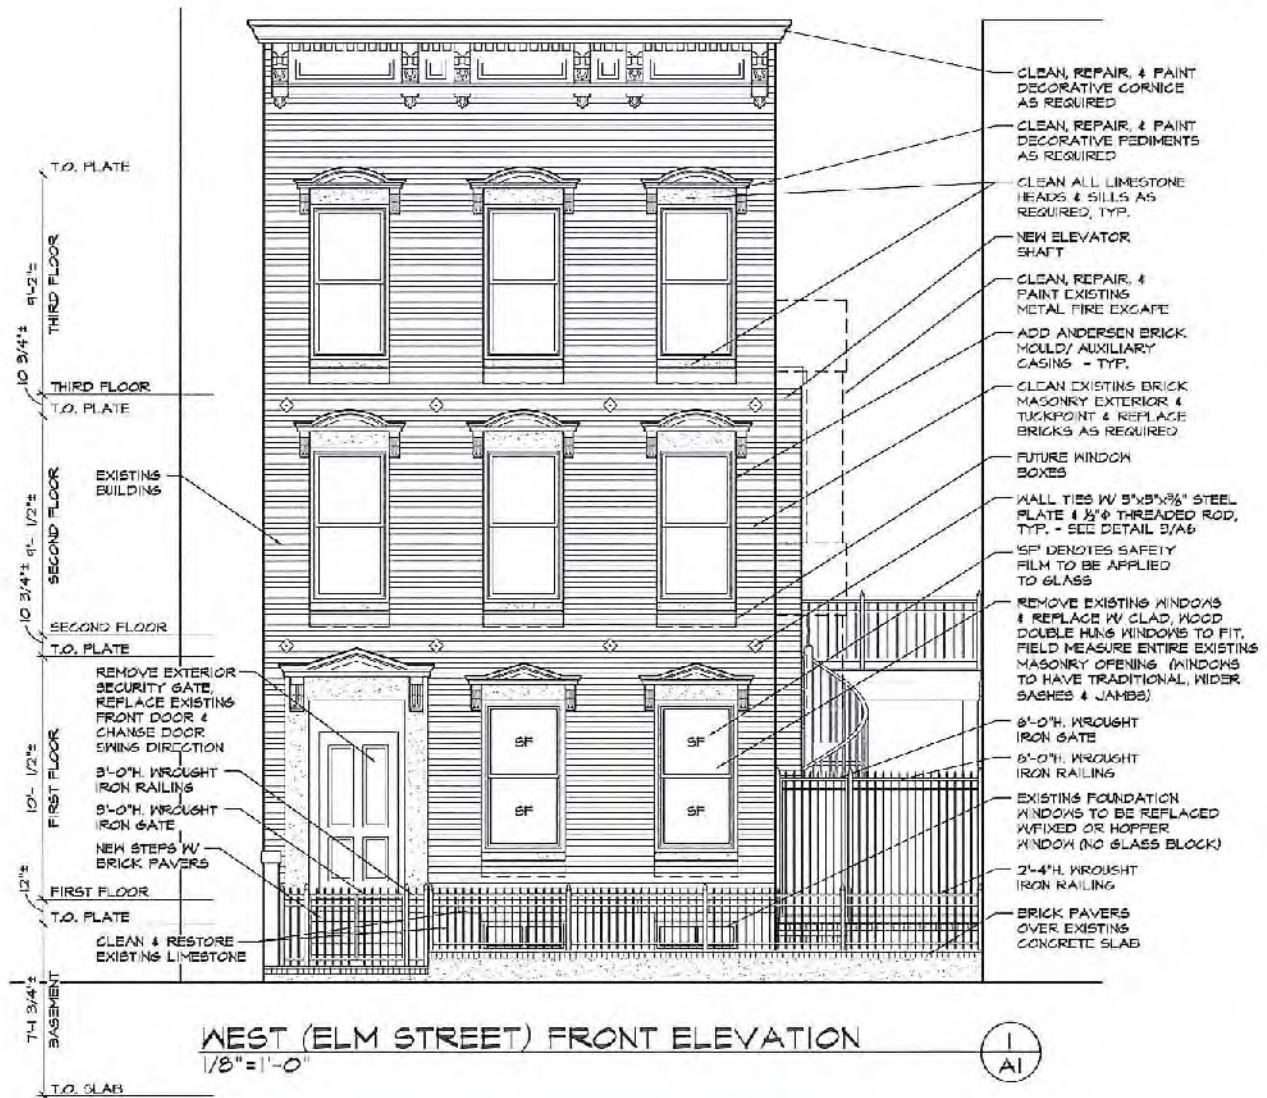 CLEAN, REPAIR, & PAINT
DECORATIVE CORNICE
AS REQUIRED
CLEAN, REPAIR, & PAINT
DECORATIVE PEDIMENTS
AS REQUIRED
CLEAN ALL LIMESTONE
HEADS & SILLS AS
REQUIRED, TYP.
NEW ELEVATOR
SHAFT
CLEAN, REPAIR, &
PAINT EXISTING
METAL FIRE EXCAPE
ADD ANDERSEN BRICK
MOULD/ AUXILIARY
CASING - TYP.
CLEAN EXISTING BRICK
MASONRY EXTERIOR &
TUCKPOINT & REPLACE
BRICKS AS REQUIRED
FUTURE WINDOW
BOXES
WALL TIES W/ 5"x5"x⅜" STEEL
PLATE & ½"Φ THREADED ROD,
TYP. - SEE DETAIL 3/A6
'SF' DENOTES SAFETY
FILM TO BE APPLIED
TO GLASS
REMOVE EXISTING WINDOWS
& REPLACE W/ CLAD, WOOD
DOUBLE HUNG WINDOWS TO FIT.
FIELD MEASURE ENTIRE EXISTING
MASONRY OPENING (WINDOWS
TO HAVE TRADITIONAL, WIDER
SASHES & JAMBS)
6'-0"H. WROUGHT
IRON GATE
6'-0"H. WROUGHT
IRON RAILING
EXISTING FOUNDATION
WINDOWS TO BE REPLACED
W/FIXED OR HOPPER
WINDOW (NO GLASS BLOCK)
2'-4"H. WROUGHT
IRON RAILING
BRICK PAVERS
OVER EXISTING
CONCRETE SLAB
T.O. PLATE
9'-2"±
THIRD FLOOR
10 3/4"±
THIRD FLOOR
T.O. PLATE
EXISTING
BUILDING
9'- 1/2"±
SECOND FLOOR
10 3/4"±
SECOND FLOOR
T.O. PLATE
REMOVE EXTERIOR
SECURITY GATE,
REPLACE EXISTING
FRONT DOOR &
CHANGE DOOR
SWING DIRECTION
3'-0"H. WROUGHT
IRON RAILING
3'-0"H. WROUGHT
IRON GATE
NEW STEPS W/
BRICK PAVERS
10'- 1/2"±
FIRST FLOOR
12"±
FIRST FLOOR
T.O. PLATE
CLEAN & RESTORE
EXISTING LIMESTONE
BASEMENT
T.O. SLAB
SF
SF
SF
SF
WEST (ELM STREET) FRONT ELEVATION
1/8"=1'-0"
1
A1